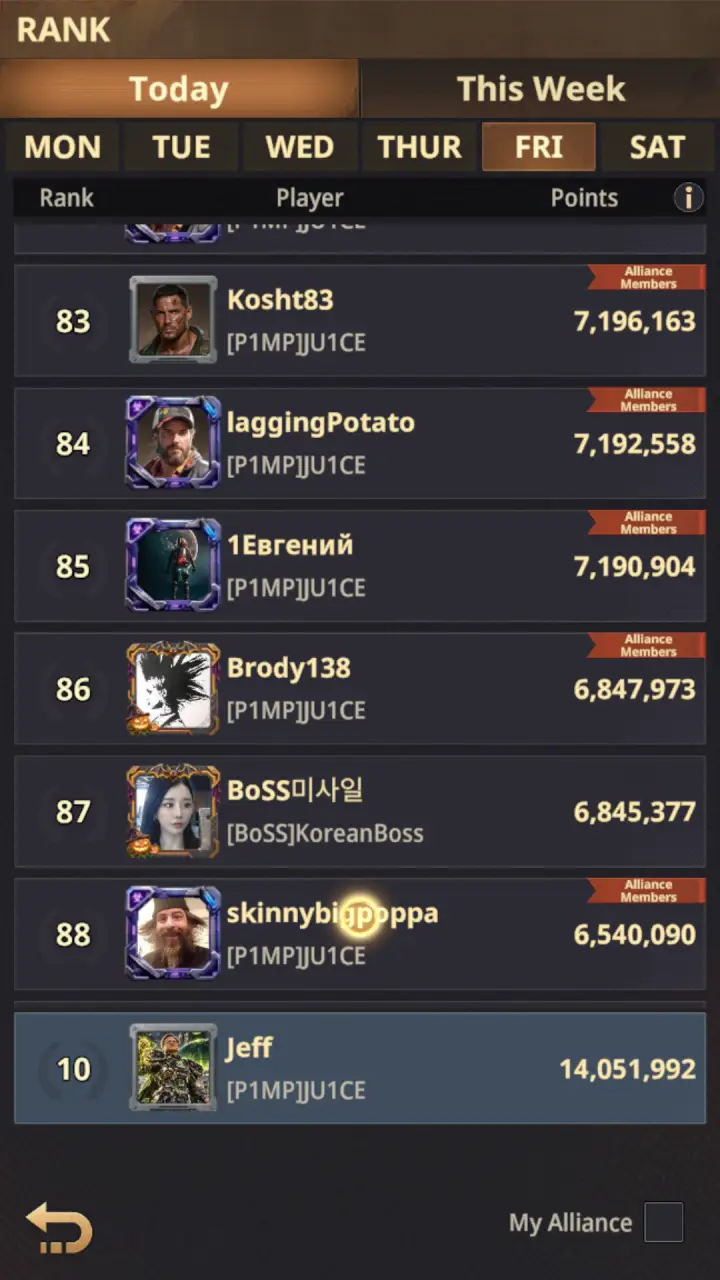 RANK
Today
This Week
MON
TUE
WED
THUR
FRI
SAT
Rank
Player
Points
i
[P1MP]JU1CE
83
Kosht83
[P1MP]JU1CE
Alliance
Members
7,196,163
84
laggingPotato
[P1MP]JU1CE
Alliance
Members
7,192,558
85
1Евгений
[P1MP]JU1CE
Alliance
Members
7,190,904
86
Brody138
[P1MP]JU1CE
Alliance
Members
6,847,973
87
BoSS미사일
[BoSS]KoreanBoss
6,845,377
88
skinnybigpoppa
[P1MP]JU1CE
Alliance
Members
6,540,090
10
Jeff
[P1MP]JU1CE
14,051,992
My Alliance